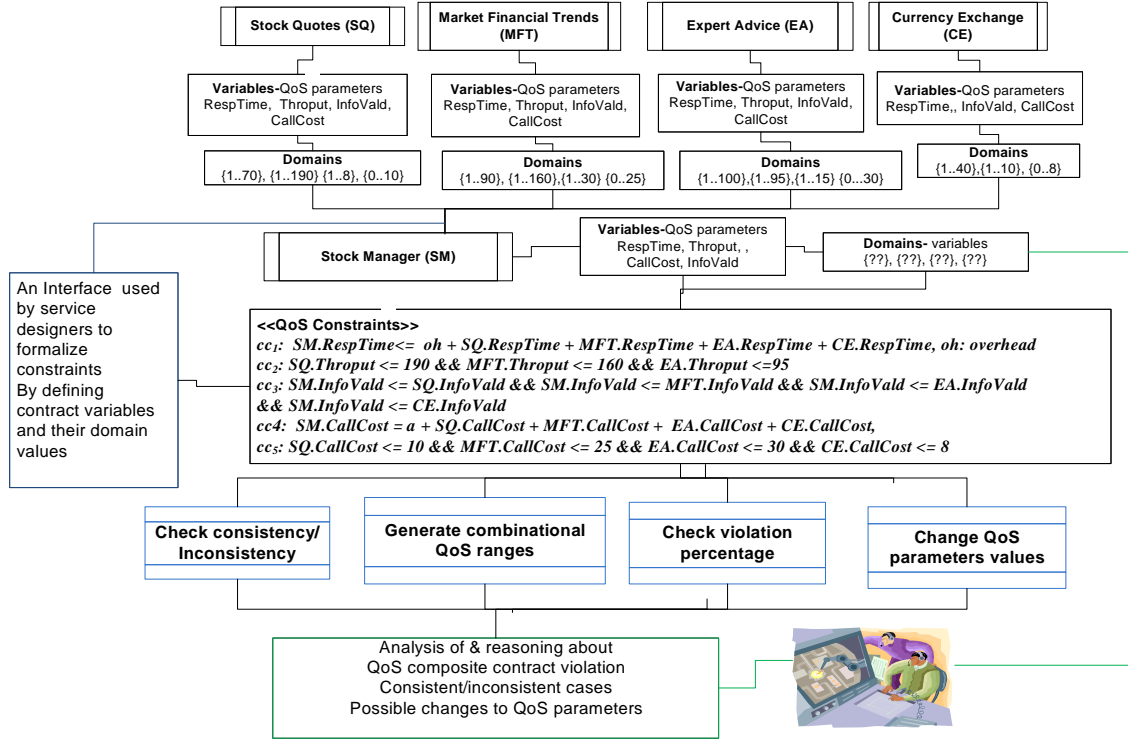 Stock Quotes (SQ)
Market Financial Trends
(MFT)
Expert Advice (EA)
Currency Exchange
(CE)
Variables-QoS parameters
RespTime, Throput, InfoVald,
CallCost
Variables-QoS parameters
RespTime, Throput, InfoVald,
CallCost
Variables-QoS parameters
RespTime, Throput, InfoVald,
CallCost
Variables-QoS parameters
RespTime,, InfoVald, CallCost
Domains
{1..70}, {1..190} {1..8}, {0..10}
Domains
{1..90}, {1..160},{1..30} {0..25}
Domains
{1..100},{1..95},{1..15} {0...30}
Domains
{1..40},{1..10}, {0..8}
Stock Manager (SM)
Variables-QoS parameters
RespTime, Throput, ,
CallCost, InfoVald
Domains- variables
{??}, {??}, {??}, {??}
An Interface used
by service
designers to
formalize
constraints
By defining
contract variables
and their domain
values
<<QoS Constraints>>
cc1: SM.RespTime<= oh + SQ.RespTime + MFT.RespTime + EA.RespTime + CE.RespTime, oh: overhead
cc2: SQ.Throput <= 190 && MFT.Throput <= 160 && EA.Throput <=95
cc3: SM.InfoVald <= SQ.InfoVald && SM.InfoVald <= MFT.InfoVald && SM.InfoVald <= EA.InfoVald
&& SM.InfoVald <= CE.InfoVald
cc4: SM.CallCost = a + SQ.CallCost + MFT.CallCost + EA.CallCost + CE.CallCost,
cc5: SQ.CallCost <= 10 && MFT.CallCost <= 25 && EA.CallCost <= 30 && CE.CallCost <= 8
Check consistency/
Inconsistency
Generate combinational
QoS ranges
Check violation
percentage
Change QoS
parameters values
Analysis of & reasoning about
QoS composite contract violation
Consistent/inconsistent cases
Possible changes to QoS parameters